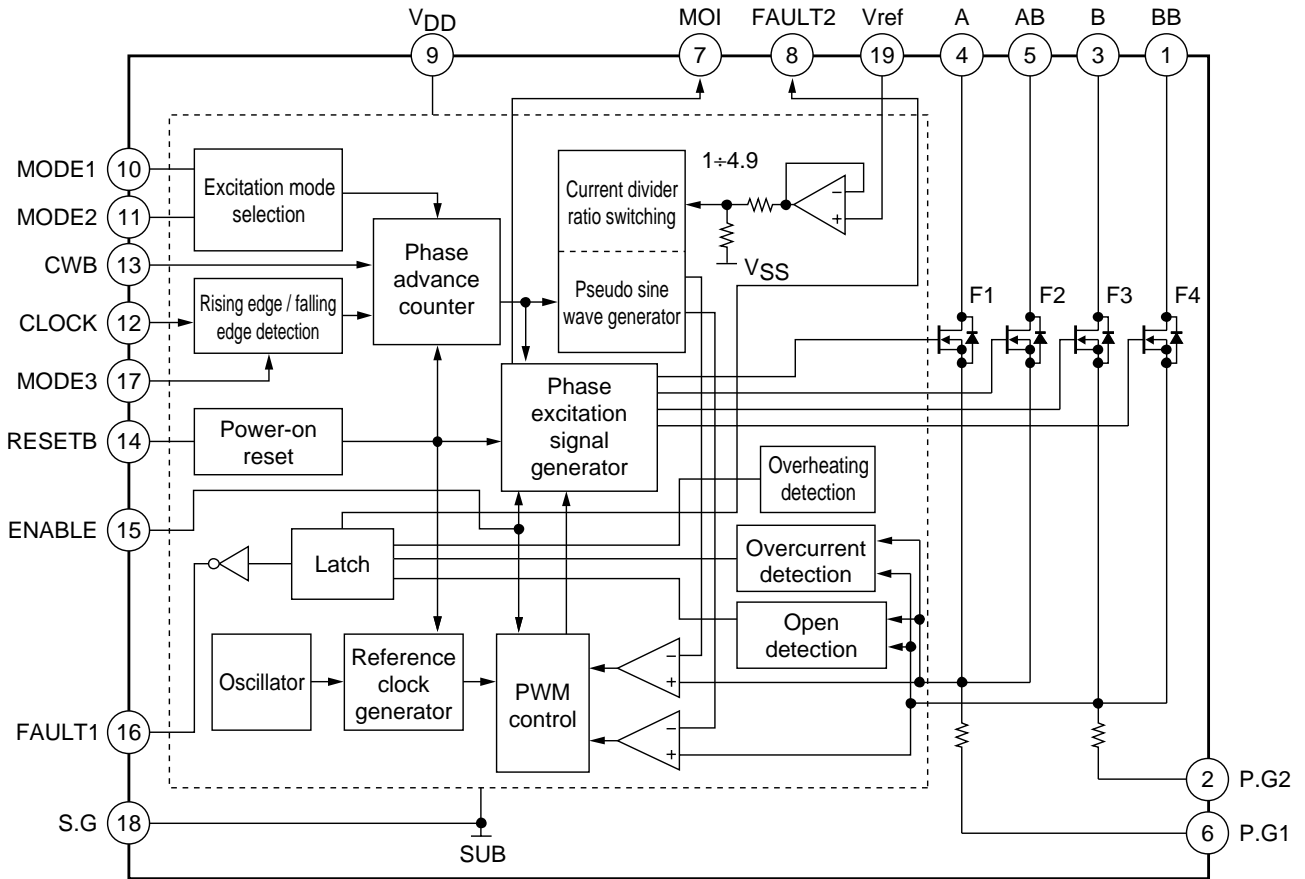 VDD
MOI
FAULT2
Vref
A
AB
B
BB
9
7
8
19
4
5
3
1
MODE1
10
MODE2
11
CWB
13
CLOCK
12
MODE3
17
RESETB
14
ENABLE
15
FAULT1
16
S.G
18
Excitation mode
selection
Phase
advance
counter
Rising edge / falling
edge detection
Power-on
reset
Current divider
ratio switching
Pseudo sine
wave generator
1÷4.9
−
+
VSS
F1
F2
F3
F4
Phase
excitation
signal
generator
Overheating
detection
Latch
Overcurrent
detection
Open
detection
Oscillator
Reference
clock
generator
PWM
control
−
+
−
+
SUB
2
P.G2
6
P.G1